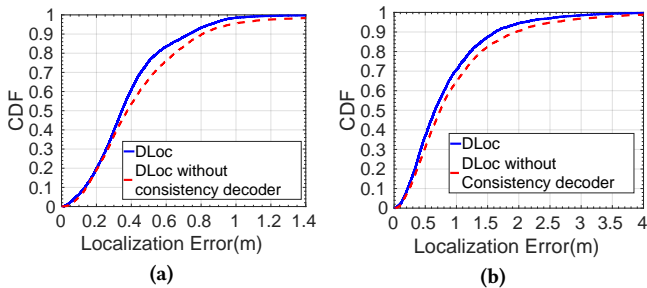 1
0.9
0.8
0.7
0.6
0.5
0.4
0.3
0.2
0.1
0
CDF
DLoc
DLoc without
consistency decoder
0 0.2 0.4 0.6 0.8 1 1.2 1.4
Localization Error(m)
(a)
1
0.9
0.8
0.7
0.6
0.5
0.4
0.3
0.2
0.1
0
CDF
DLoc
DLoc without
Consistency decoder
0 0.5 1 1.5 2 2.5 3 3.5 4
Localization Error(m)
(b)